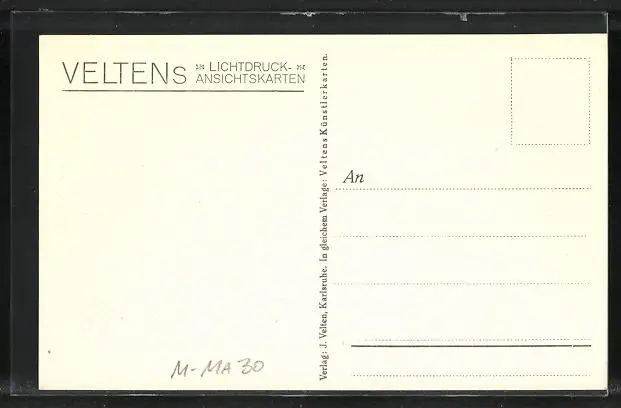 VELTENS
※ LICHTDRUCK- ※
ANSICHTSKARTEN
Verlag: J. Velten, Karlsruhe. In gleichem Verlage: Veltens Künstlerkarten.
An
M-MA 30